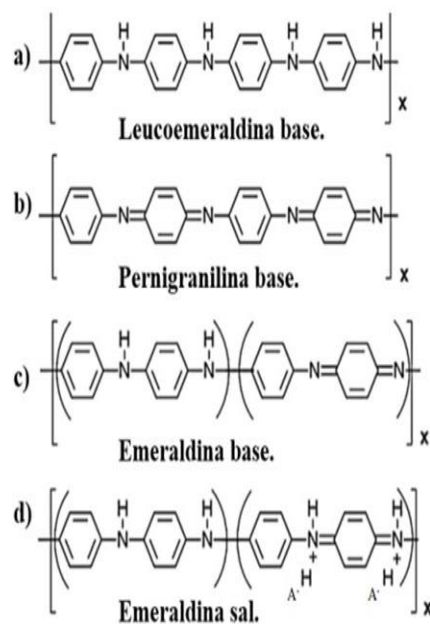 H H H H
a) N N N N
x
Leucoemeraldina base.
b) N N N N
x
Pernigranilina base.
H H
c) N N N N
x
Emeraldina base.
H H H H
d) N N N N
+ +
H H
A- A-
x
Emeraldina sal.